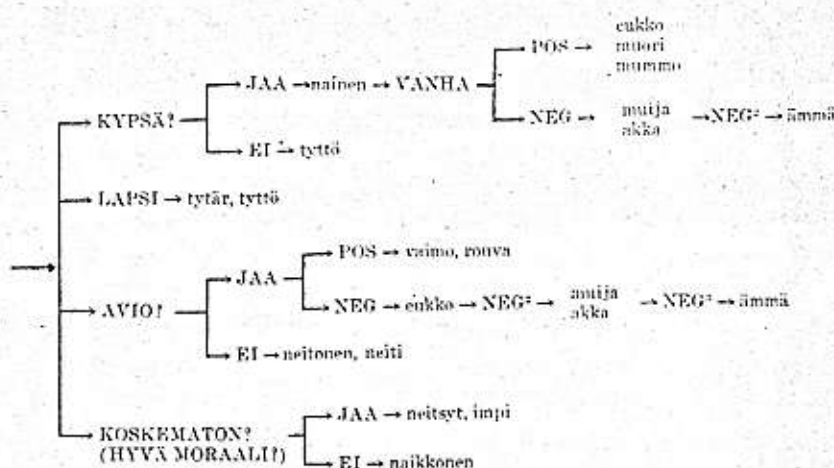 eukko
POS → muori
mummo
JAA → nainen → VANHA
KYPSÄ?
NEG → muija akka → NEG² → ämmä
EI → tyttö
LAPSI → tytär, tyttö
POS → vaimo, rouva
JAA
NEG → eukko → NEG² → muija akka → NEG³ → ämmä
AVIO?
EI → neitonen, neiti
JAA → neitsyt, impi
KOSKEMATON?
(HYVÄ MORAALI?)
EI → naikkonen